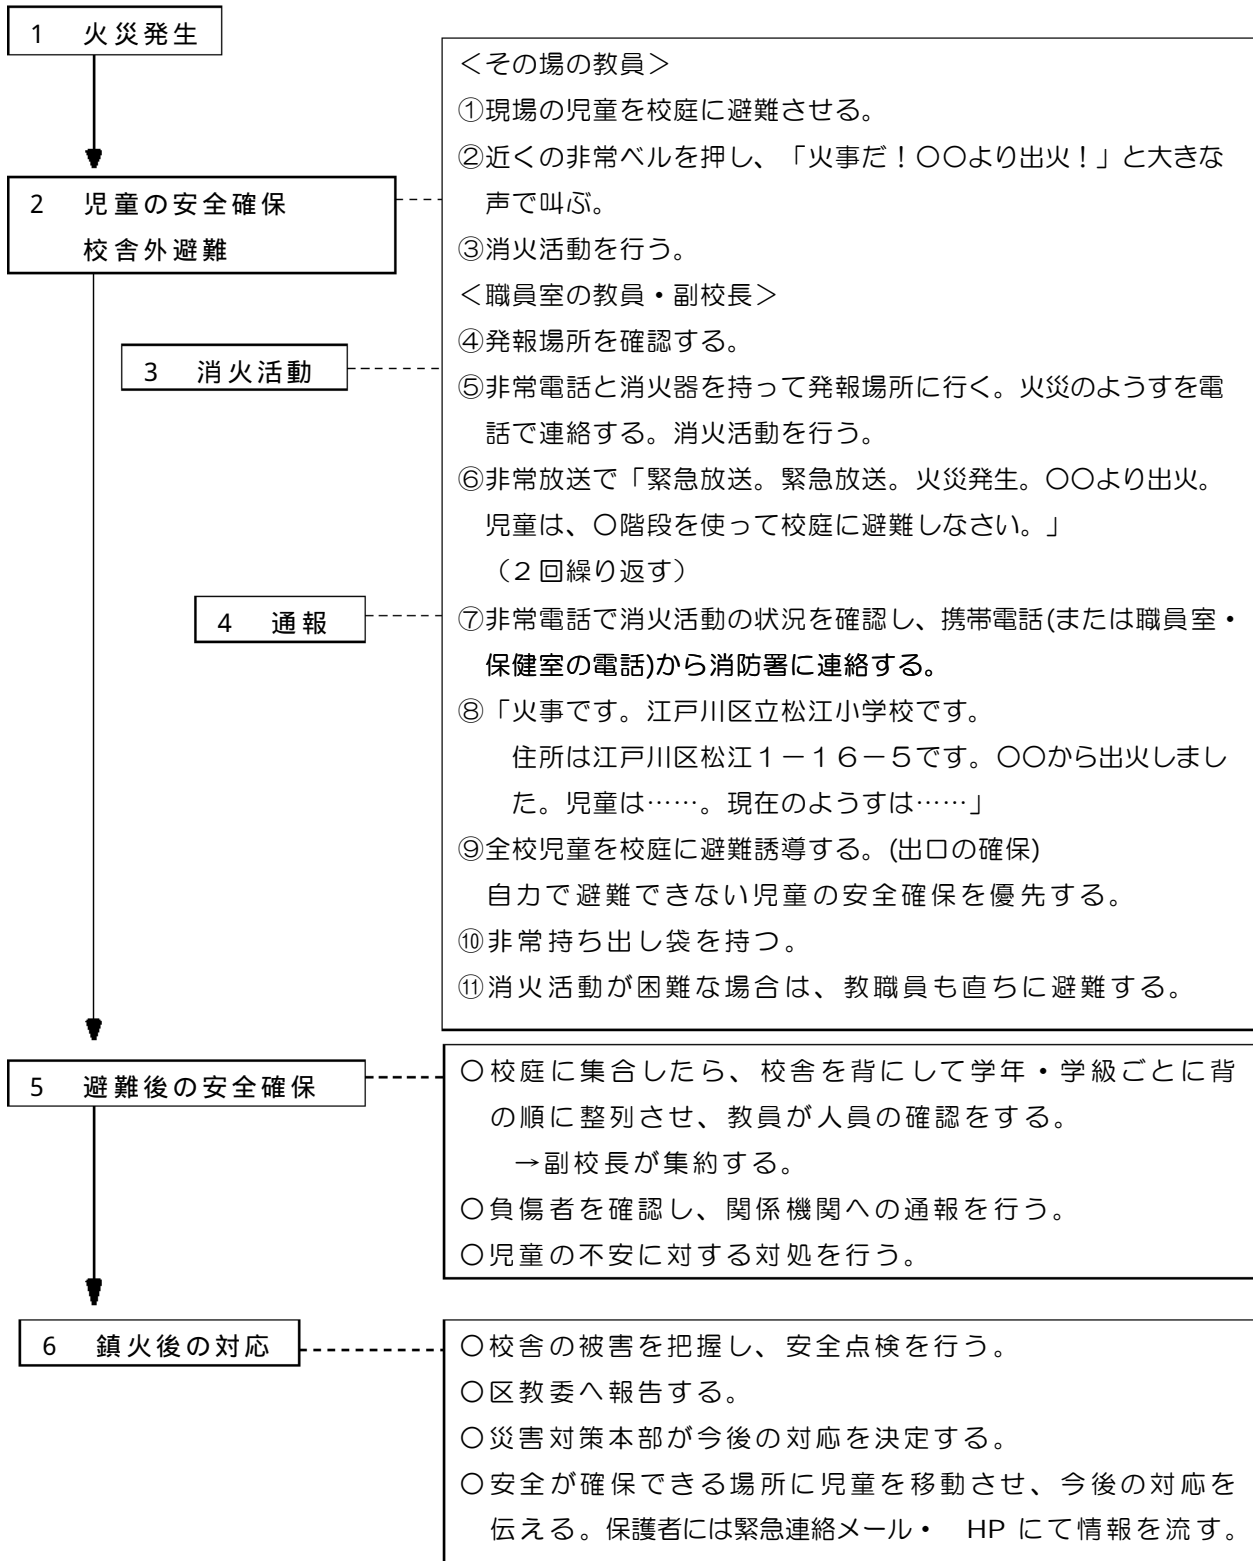 1　火災発生
2　児童の安全確保
校舎外避難
3　消火活動
4　通報
＜その場の教員＞
①現場の児童を校庭に避難させる。
②近くの非常ベルを押し、「火事だ！〇〇より出火！」と大きな
声で叫ぶ。
③消火活動を行う。
＜職員室の教員・副校長＞
④発報場所を確認する。
⑤非常電話と消火器を持って発報場所に行く。火災のようすを電
話で連絡する。消火活動を行う。
⑥非常放送で「緊急放送。緊急放送。火災発生。〇〇より出火。
児童は、〇階段を使って校庭に避難しなさい。」
（２回繰り返す）
⑦非常電話で消火活動の状況を確認し、携帯電話(または職員室・
保健室の電話)から消防署に連絡する。
⑧「火事です。江戸川区立松江小学校です。
住所は江戸川区松江１－１６－５です。〇〇から出火しまし
た。児童は……。現在のようすは……」
⑨全校児童を校庭に避難誘導する。(出口の確保)
自力で避難できない児童の安全確保を優先する。
⑩非常持ち出し袋を持つ。
⑪消火活動が困難な場合は、教職員も直ちに避難する。
5　避難後の安全確保
〇校庭に集合したら、校舎を背にして学年・学級ごとに背
の順に整列させ、教員が人員の確認をする。
→副校長が集約する。
〇負傷者を確認し、関係機関への通報を行う。
〇児童の不安に対する対処を行う。
6　鎮火後の対応
〇校舎の被害を把握し、安全点検を行う。
〇区教委へ報告する。
〇災害対策本部が今後の対応を決定する。
〇安全が確保できる場所に児童を移動させ、今後の対応を
伝える。保護者には緊急連絡メール・　HP にて情報を流す。